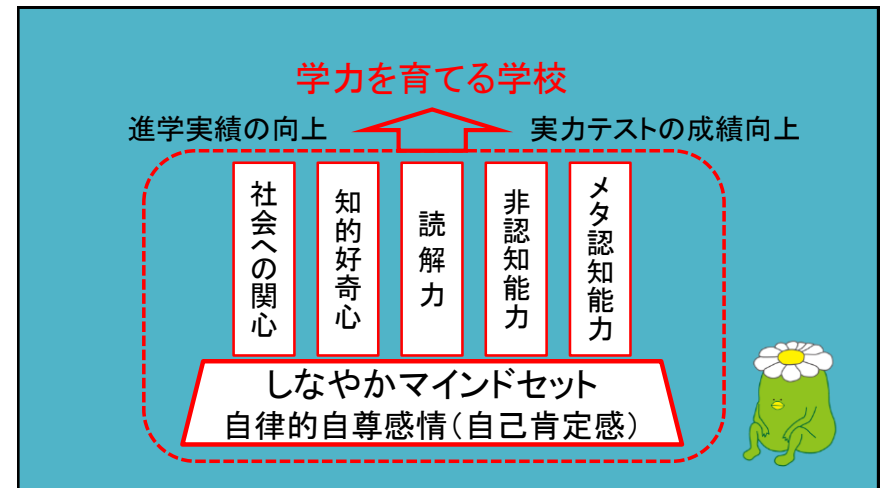 学力を育てる学校
進学実績の向上
実力テストの成績向上
社会への関心
知的好奇心
読解力
非認知能力
メタ認知能力
しなやかマインドセット
自律的自尊感情(自己肯定感)